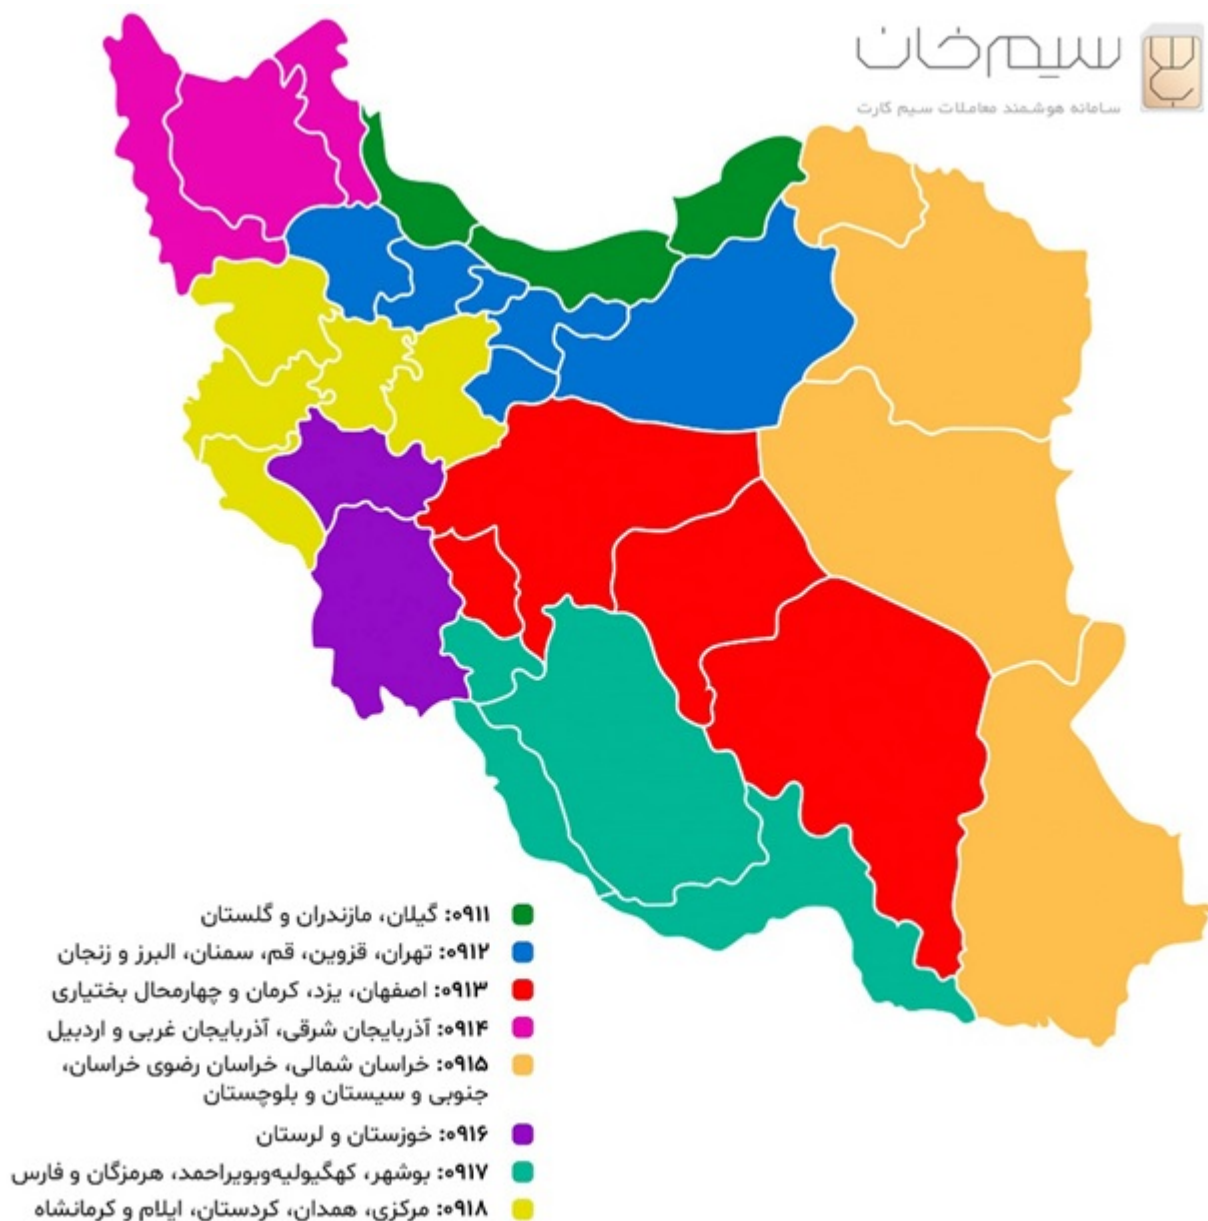 سیم‌خان
سامانه هوشمند معاملات سیم کارت
۰۹۱۱: گیلان، مازندران و گلستان
۰۹۱۲: تهران، قزوین، قم، سمنان، البرز و زنجان
۰۹۱۳: اصفهان، یزد، کرمان و چهارمحال بختیاری
۰۹۱۴: آذربایجان شرقی، آذربایجان غربی و اردبیل
۰۹۱۵: خراسان شمالی، خراسان رضوی خراسان،
جنوبی و سیستان و بلوچستان
۰۹۱۶: خوزستان و لرستان
۰۹۱۷: بوشهر، کهگیولیه‌وبویراحمد، هرمزگان و فارس
۰۹۱۸: مرکزی، همدان، کردستان، ایلام و کرمانشاه